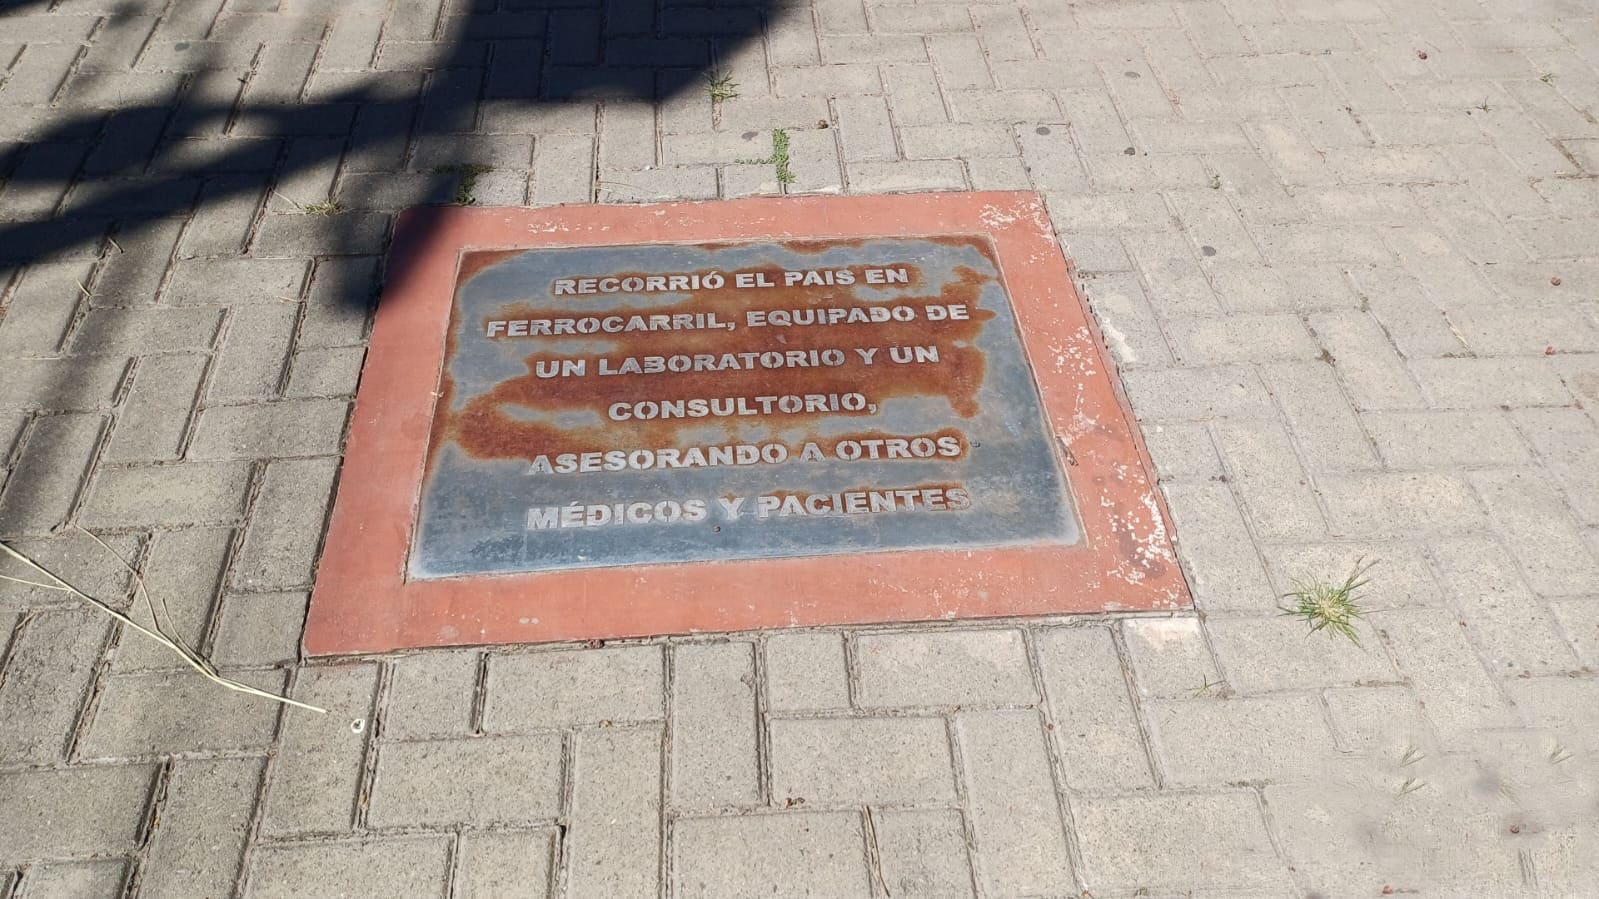 RECORRIÓ EL PAIS EN
FERROCARRIL, EQUIPADO DE
UN LABORATORIO Y UN
CONSULTORIO,
ASESORANDO A OTROS
MÉDICOS Y PACIENTES